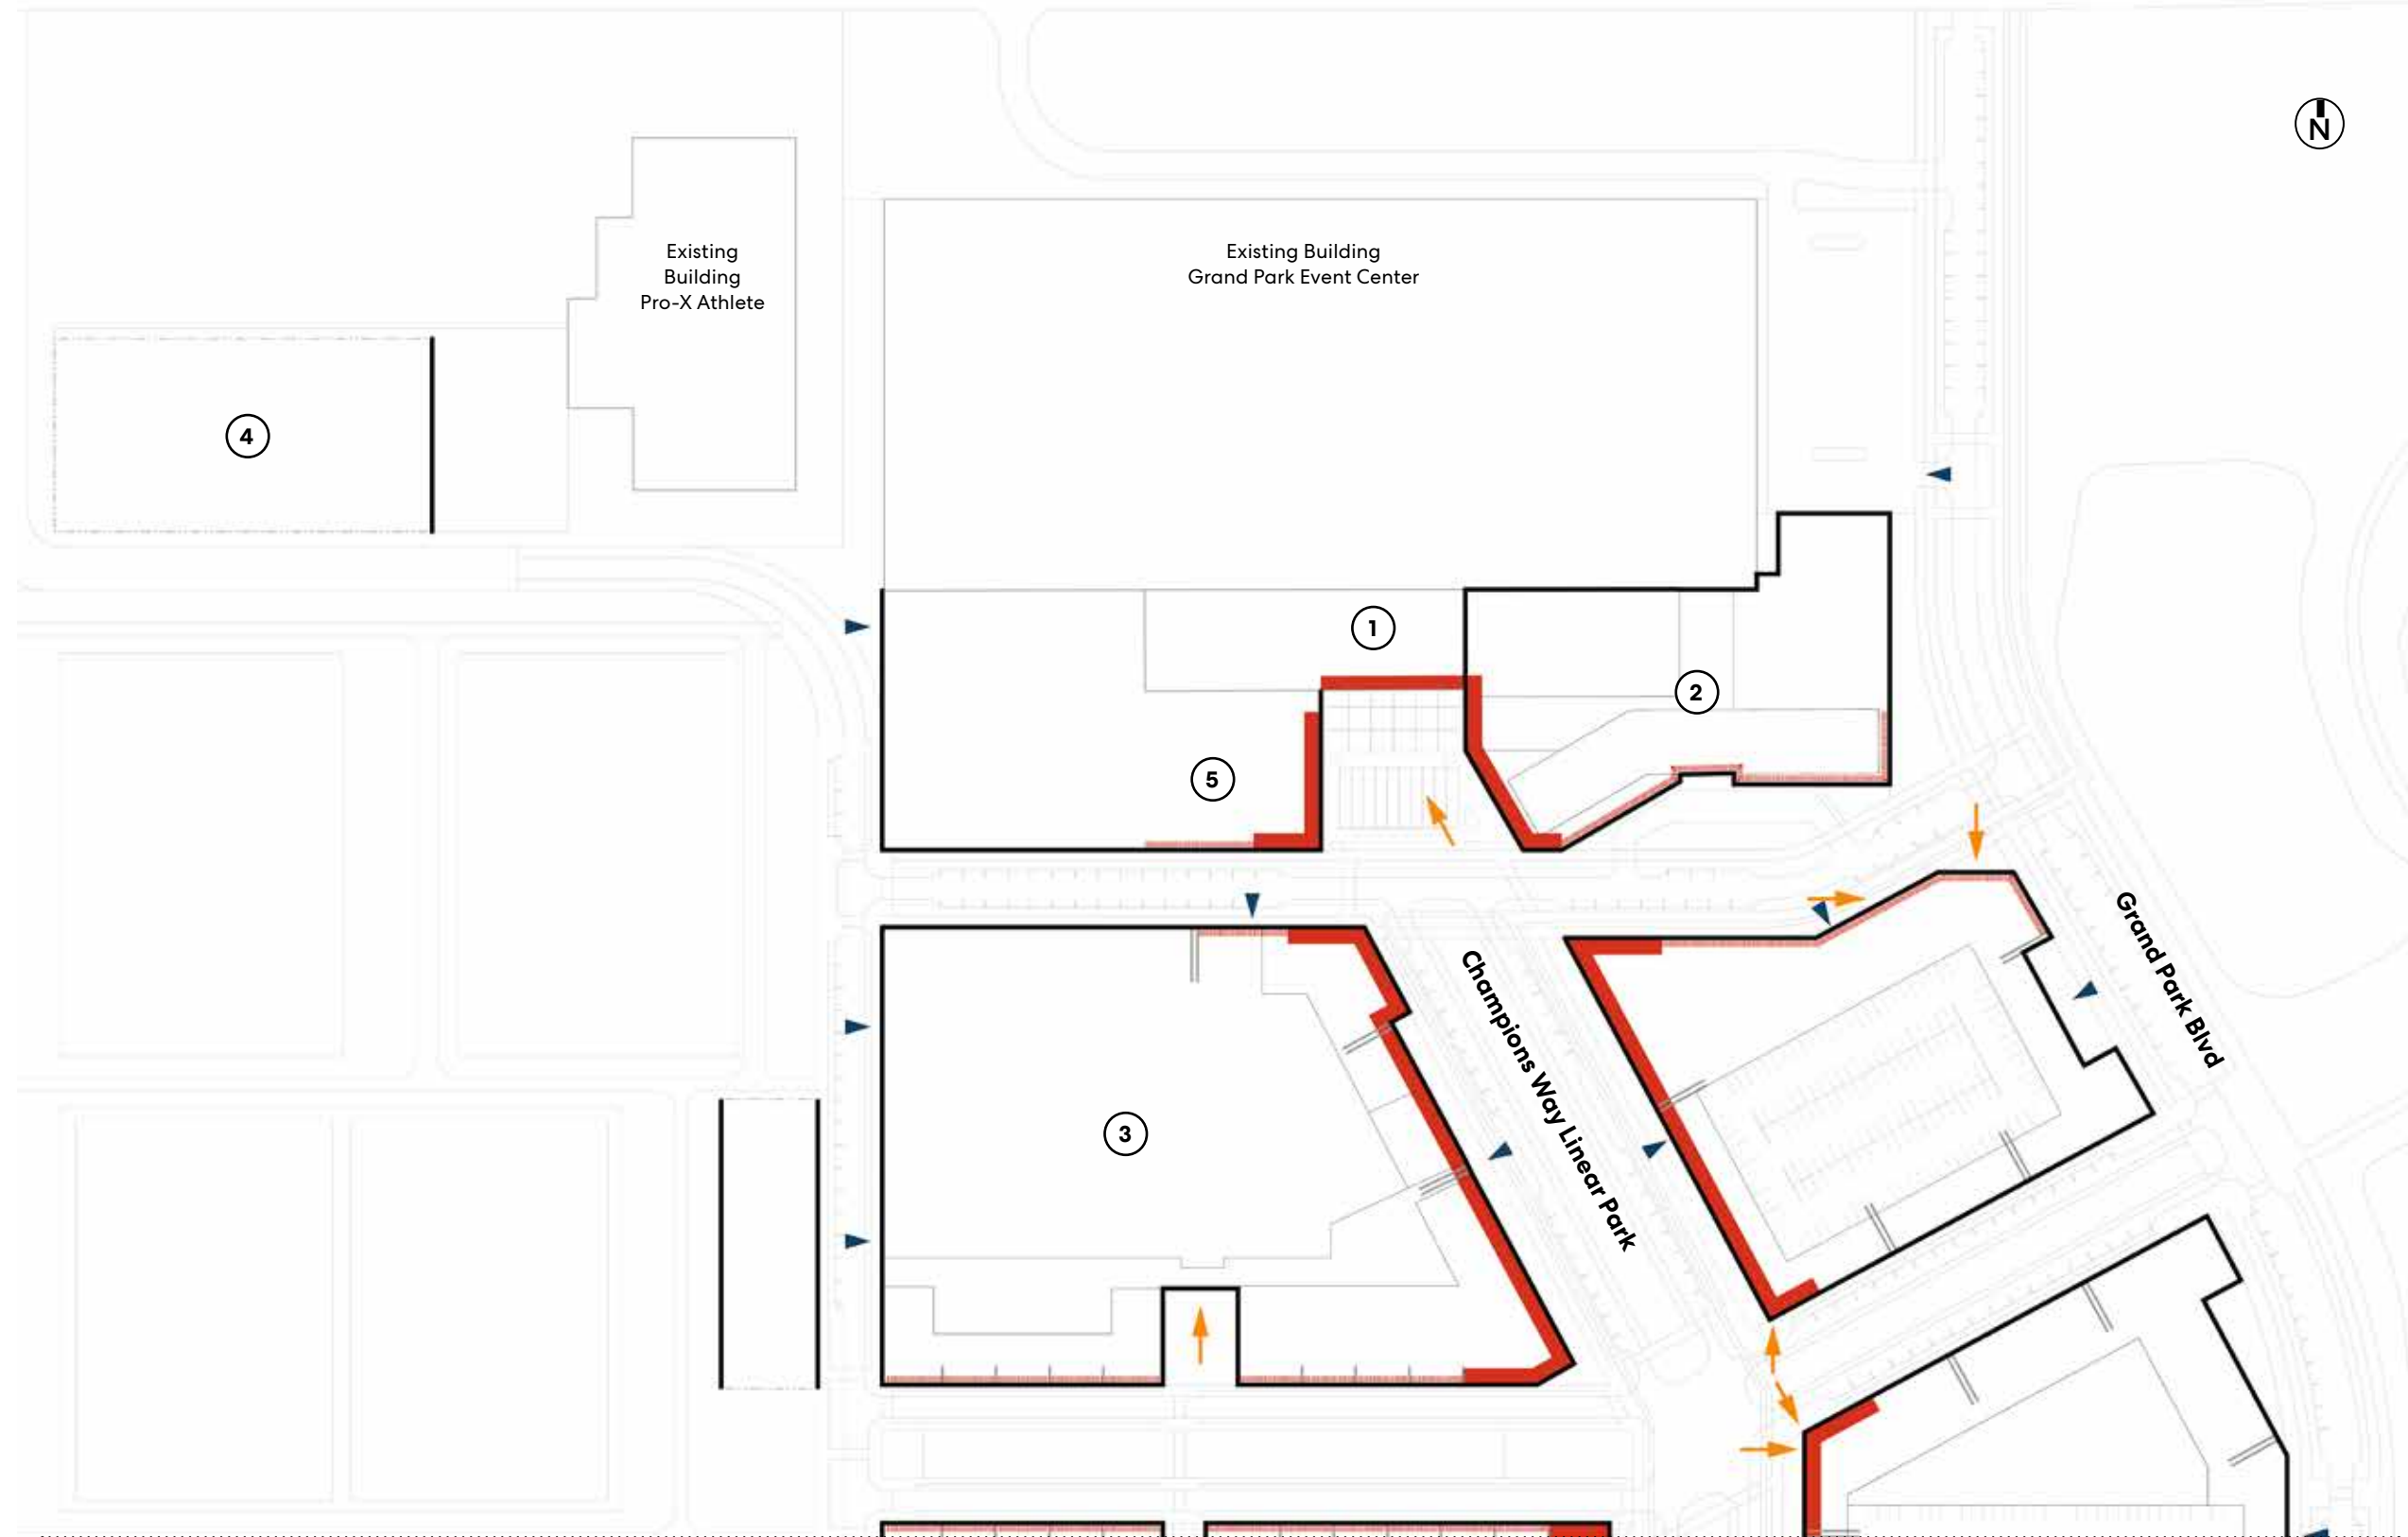 N
Existing
Building
Pro-X Athlete
Existing Building
Grand Park Event Center
4
1
2
5
Grand Park Blvd
Champions Way Linear Park
3